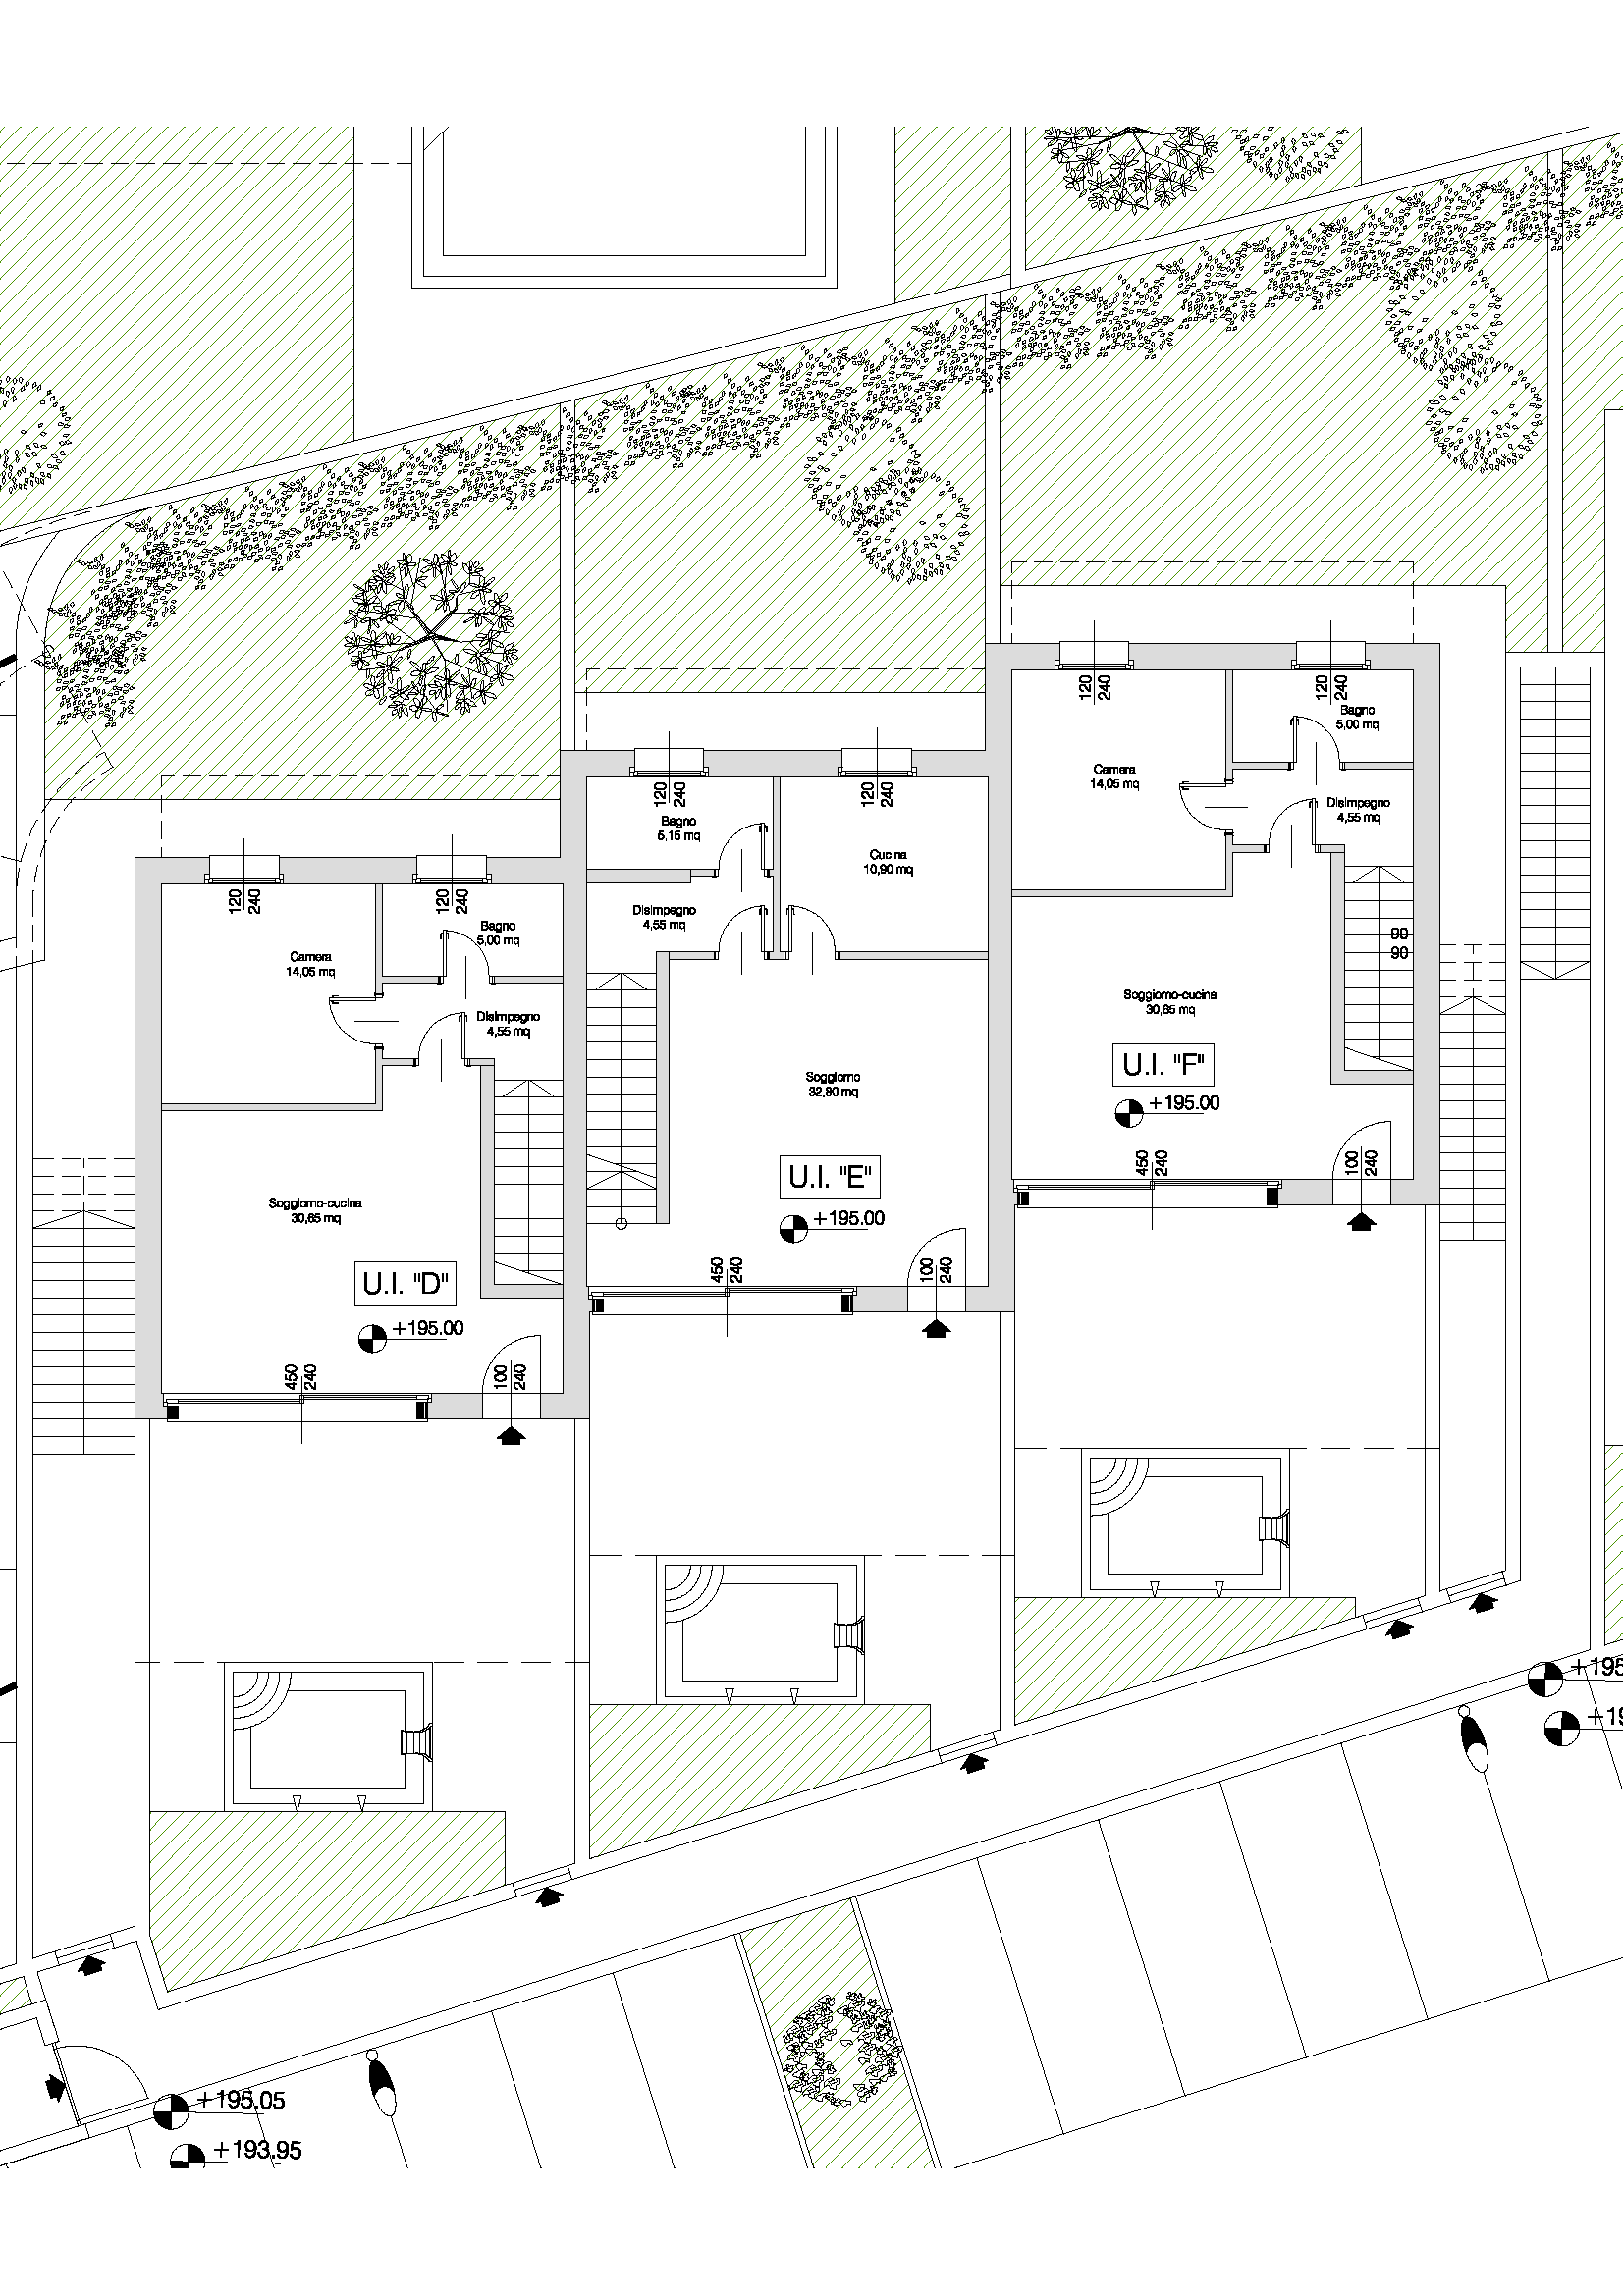 120
240
120
240
Bagno
5,00 mq
Camera
14,05 mq
Disimpegno
4,55 mq
90
90
Soggiorno-cucina
30,65 mq
U.I. "F"
+195.00
450
240
100
240
120
240
120
240
Bagno
5,15 mq
Cucina
10,90 mq
Disimpegno
4,55 mq
Soggiorno
32,80 mq
U.I. "E"
+195.00
450
240
100
240
120
240
120
240
Bagno
5,00 mq
Camera
14,05 mq
Disimpegno
4,55 mq
Soggiorno-cucina
30,65 mq
U.I. "D"
+195.00
450
240
100
240
+195
+19
+195.05
+193.95